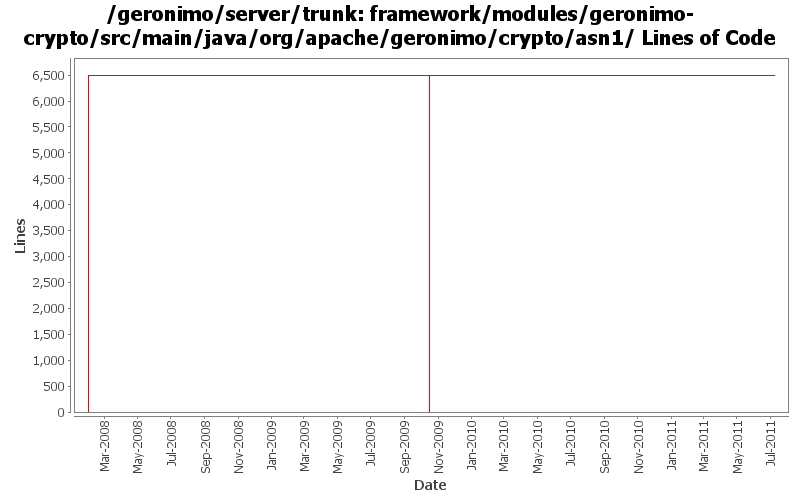 /geronimo/server/trunk: framework/modules/geronimo-
crypto/src/main/java/org/apache/geronimo/crypto/asn1/ Lines of Code
6,500
6,000
5,500
5,000
4,500
4,000
3,500
3,000
2,500
2,000
1,500
1,000
500
0
Lines
Mar-2008
May-2008
Jul-2008
Sep-2008
Nov-2008
Jan-2009
Mar-2009
May-2009
Jul-2009
Sep-2009
Nov-2009
Jan-2010
Mar-2010
May-2010
Jul-2010
Sep-2010
Nov-2010
Jan-2011
Mar-2011
May-2011
Jul-2011
Date